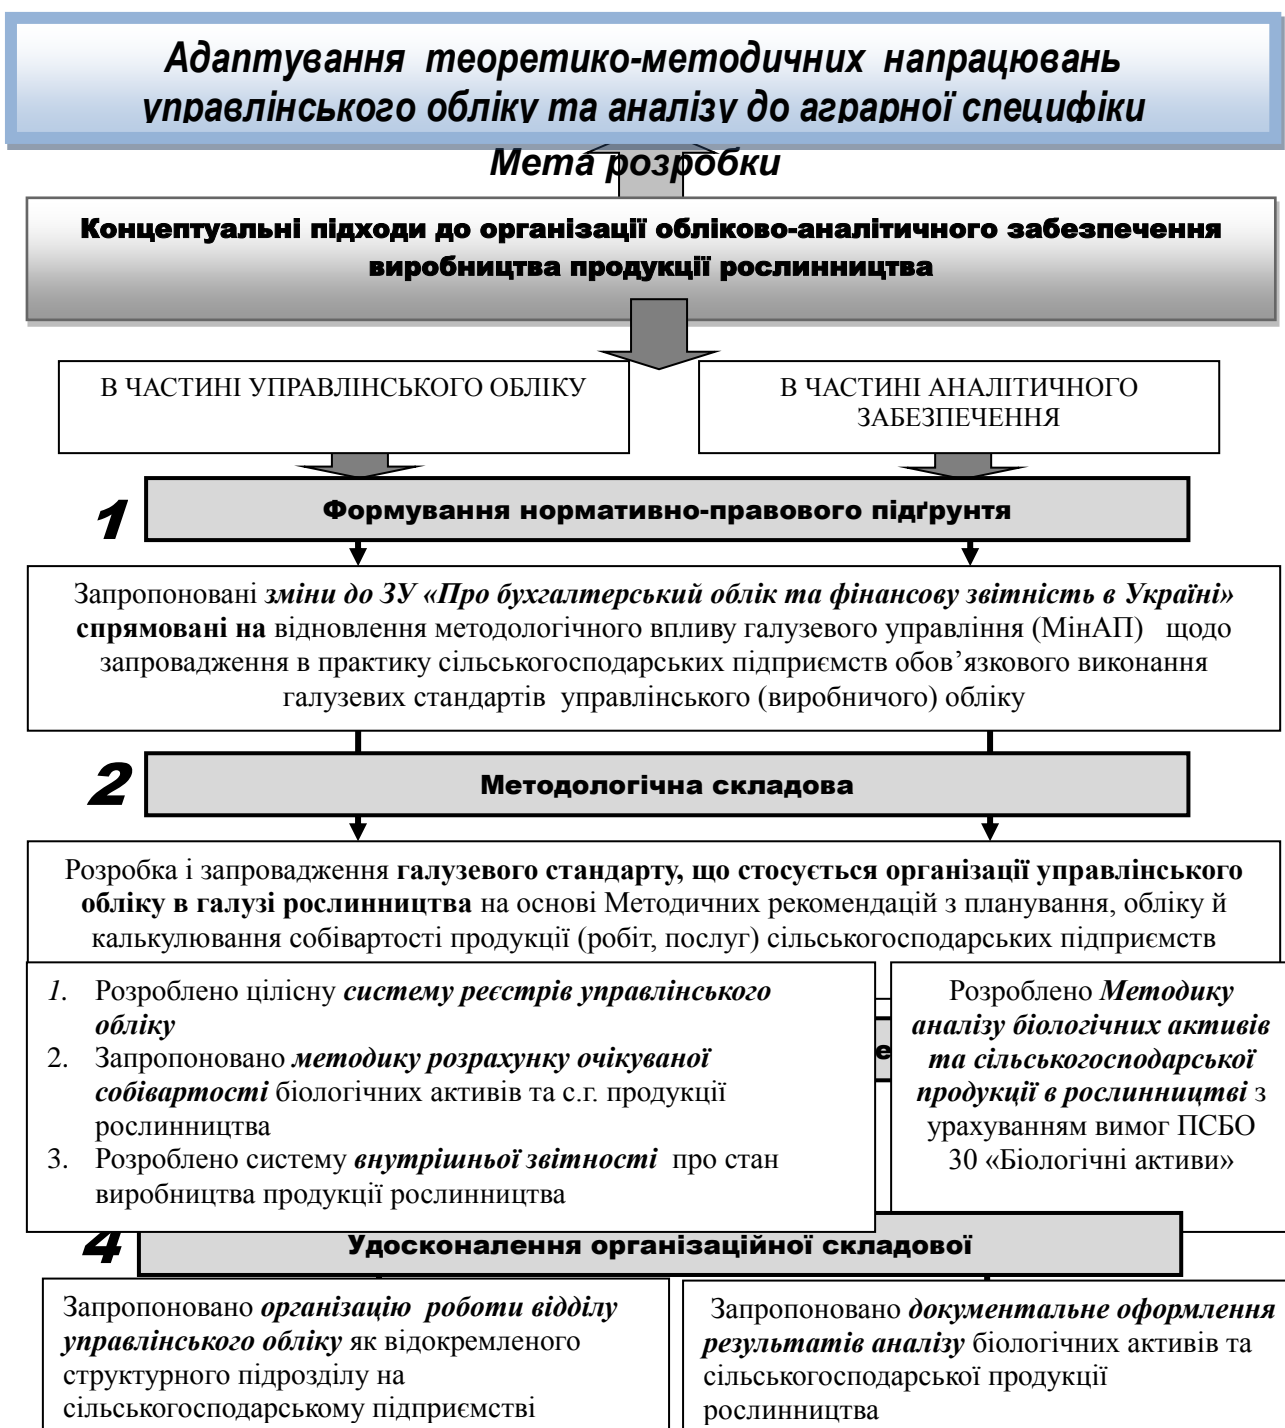 Адаптування теоретико-методичних напрацювань
управлінського обліку та аналізу до аграрної специфіки
Мета розробки
Концептуальні підходи до організації обліково-аналітичного забезпечення
виробництва продукції рослинництва
В ЧАСТИНІ УПРАВЛІНСЬКОГО ОБЛІКУ
В ЧАСТИНІ АНАЛІТИЧНОГО
ЗАБЕЗПЕЧЕННЯ
1
Формування нормативно-правового підґрунтя
Запропоновані зміни до ЗУ «Про бухгалтерський облік та фінансову звітність в Україні»
спрямовані на відновлення методологічного впливу галузевого управління (МінАП) щодо
запровадження в практику сільськогосподарських підприємств обов’язкового виконання
галузевих стандартів управлінського (виробничого) обліку
2
Методологічна складова
Розробка і запровадження галузевого стандарту, що стосується організації управлінського
обліку в галузі рослинництва на основі Методичних рекомендацій з планування, обліку й
калькулювання собівартості продукції (робіт, послуг) сільськогосподарських підприємств
1. Розроблено цілісну систему реєстрів управлінського
обліку
2. Запропоновано методику розрахунку очікуваної
собівартості біологічних активів та с.г. продукції
рослинництва
3. Розроблено систему внутрішньої звітності про стан
виробництва продукції рослинництва
Розроблено Методику
аналізу біологічних активів
та сільськогосподарської
продукції в рослинництві з
урахуванням вимог ПСБО
30 «Біологічні активи»
4
Удосконалення організаційної складової
Запропоновано організацію роботи відділу
управлінського обліку як відокремленого
структурного підрозділу на
сільськогосподарському підприємстві
Запропоновано документальне оформлення
результатів аналізу біологічних активів та
сільськогосподарської продукції
рослинництва